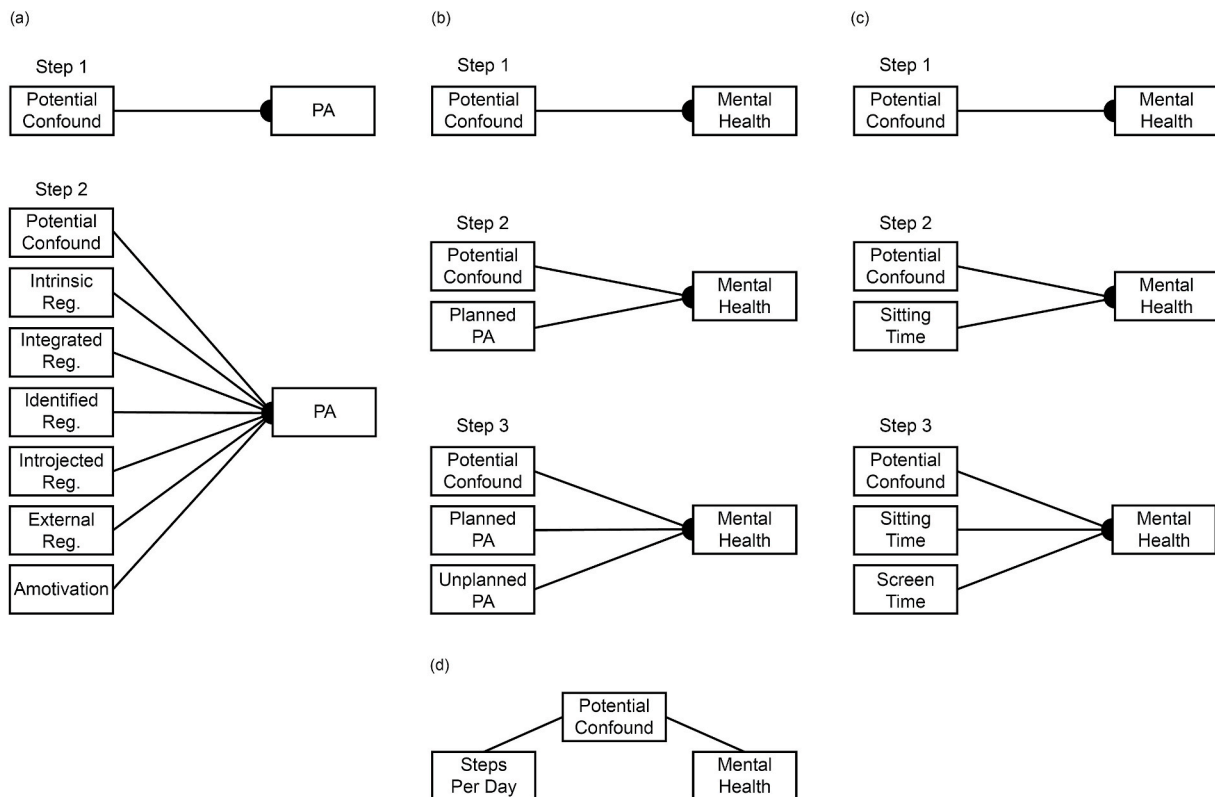 (a)
Step 1
Potential
Confound
PA
Step 2
Potential
Confound
Intrinsic
Reg.
Integrated
Reg.
Identified
Reg.
Introjected
Reg.
External
Reg.
Amotivation
PA
(b)
Step 1
Potential
Confound
Mental
Health
Step 2
Potential
Confound
Planned
PA
Mental
Health
Step 3
Potential
Confound
Planned
PA
Unplanned
PA
Mental
Health
(c)
Step 1
Potential
Confound
Mental
Health
Step 2
Potential
Confound
Sitting
Time
Mental
Health
Step 3
Potential
Confound
Sitting
Time
Screen
Time
Mental
Health
(d)
Potential
Confound
Steps
Per Day
Mental
Health